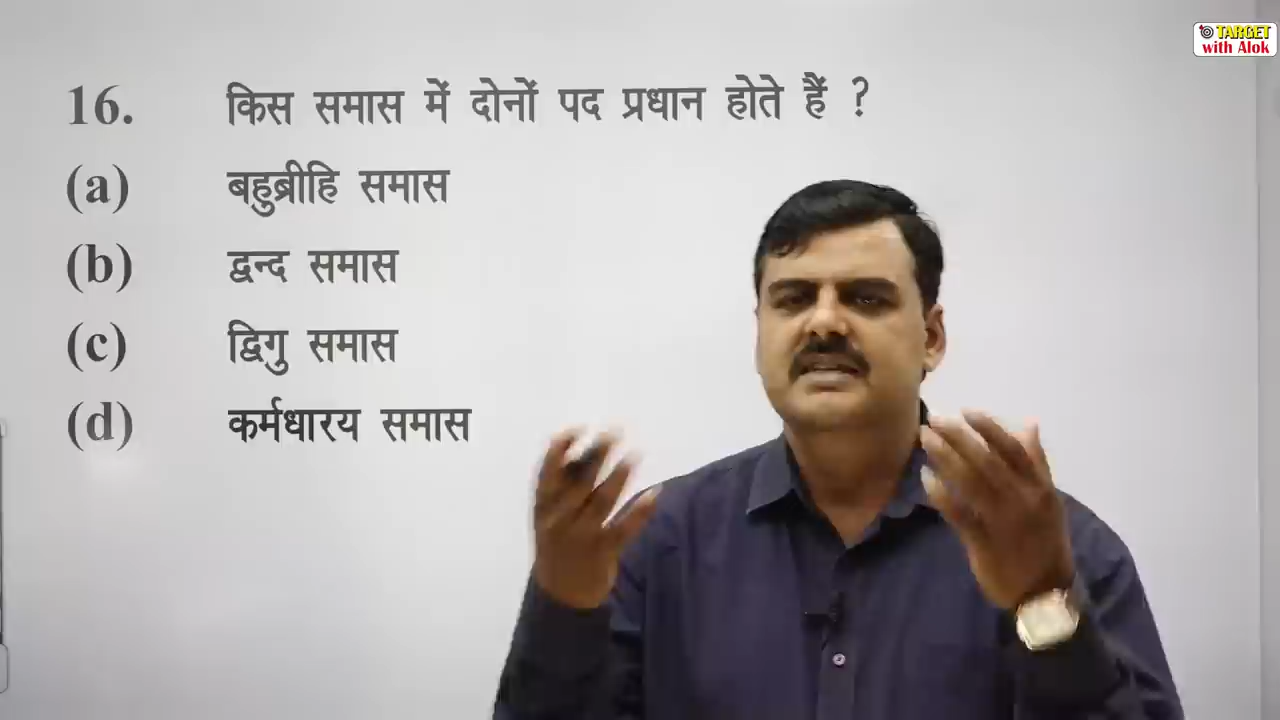 TARGET
with Alok
16. किस समास में दोनों पद प्रधान होते हैं ?
(a) बहुब्रीहि समास
(b) द्वन्द समास
(c) द्विगु समास
(d) कर्मधारय समास